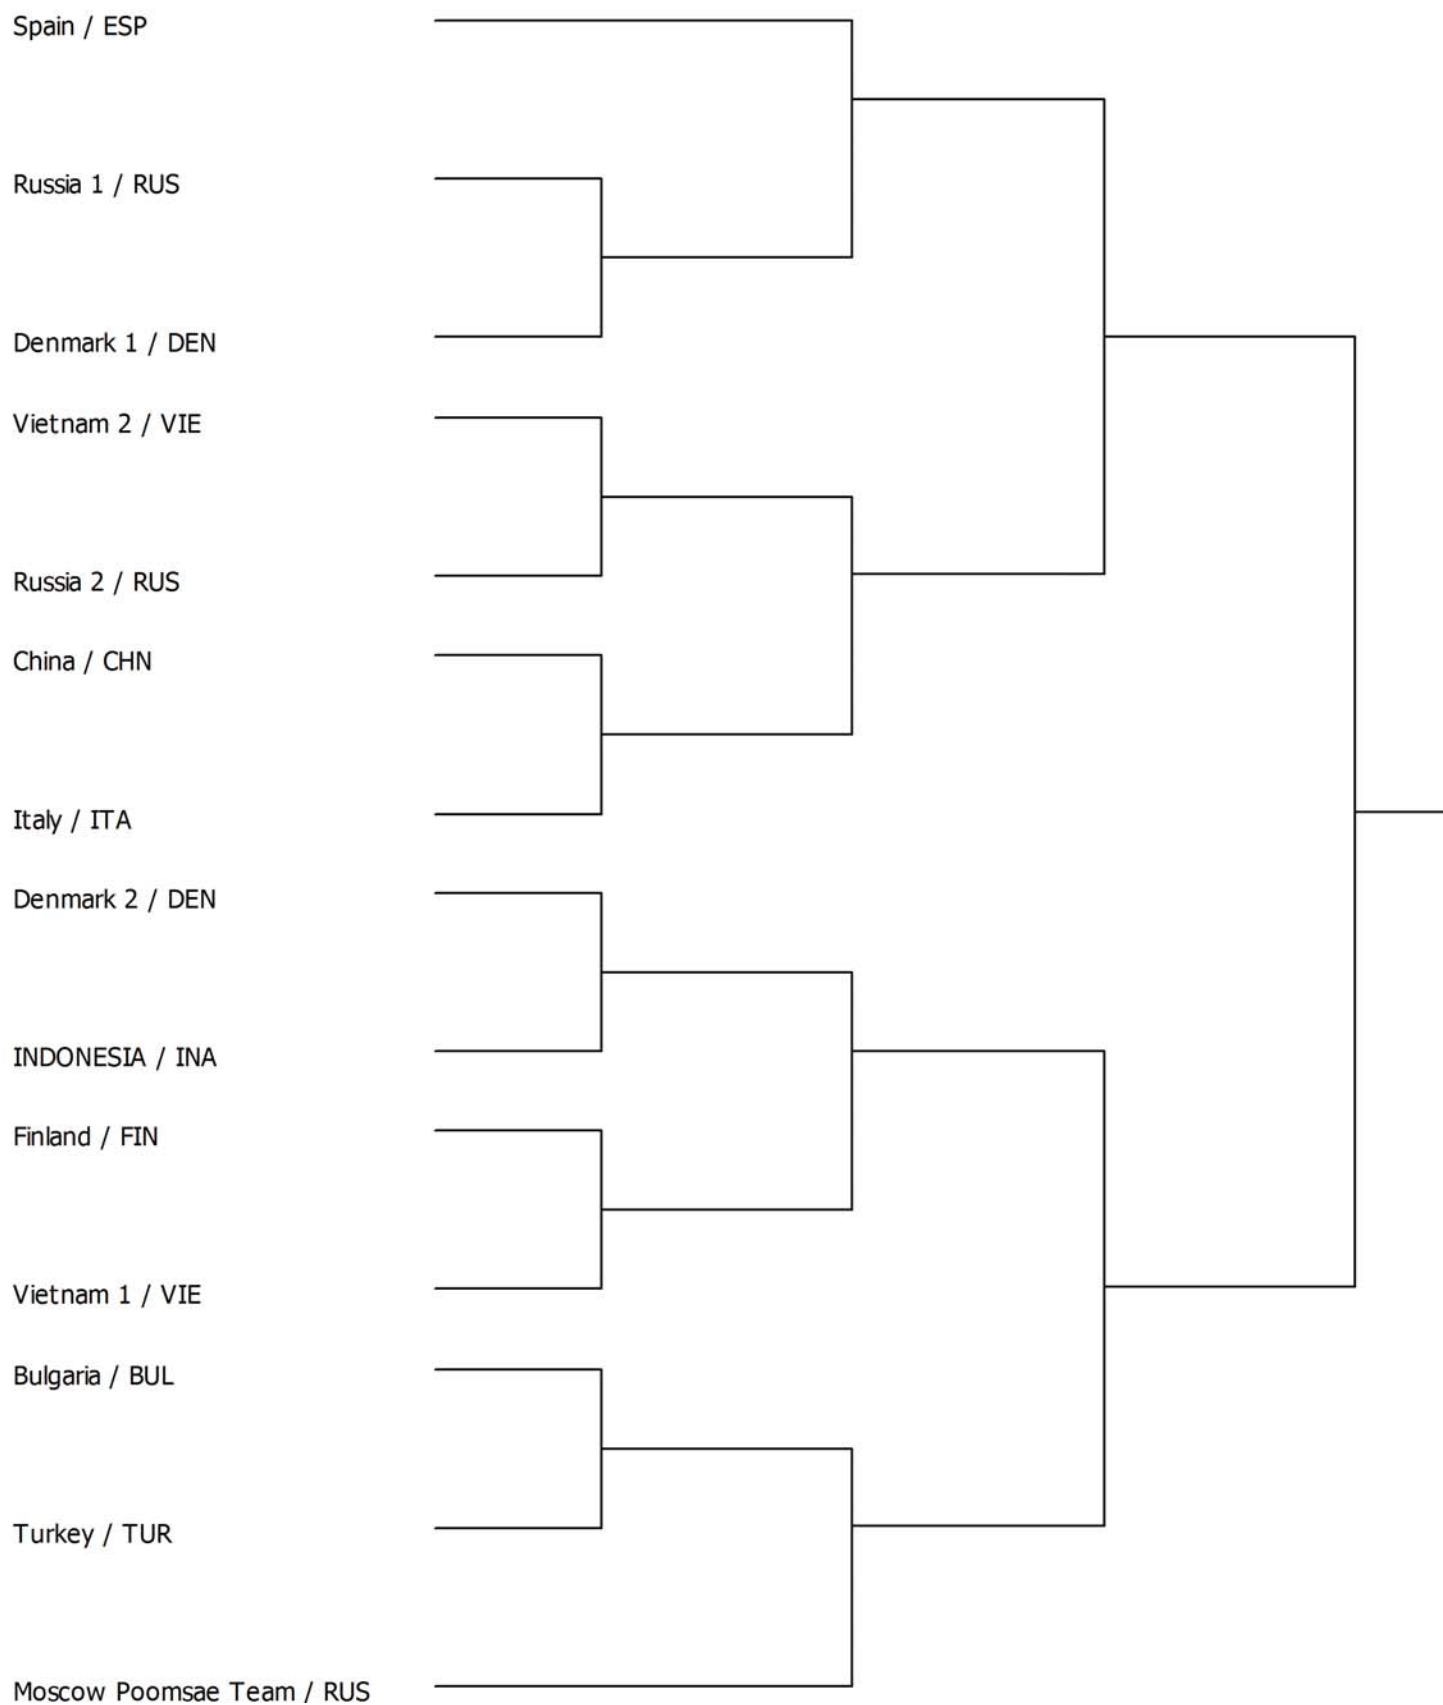 Spain / ESP
Russia 1 / RUS
Denmark 1 / DEN
Vietnam 2 / VIE
Russia 2 / RUS
China / CHN
Italy / ITA
Denmark 2 / DEN
INDONESIA / INA
Finland / FIN
Vietnam 1 / VIE
Bulgaria / BUL
Turkey / TUR
Moscow Poomsae Team / RUS